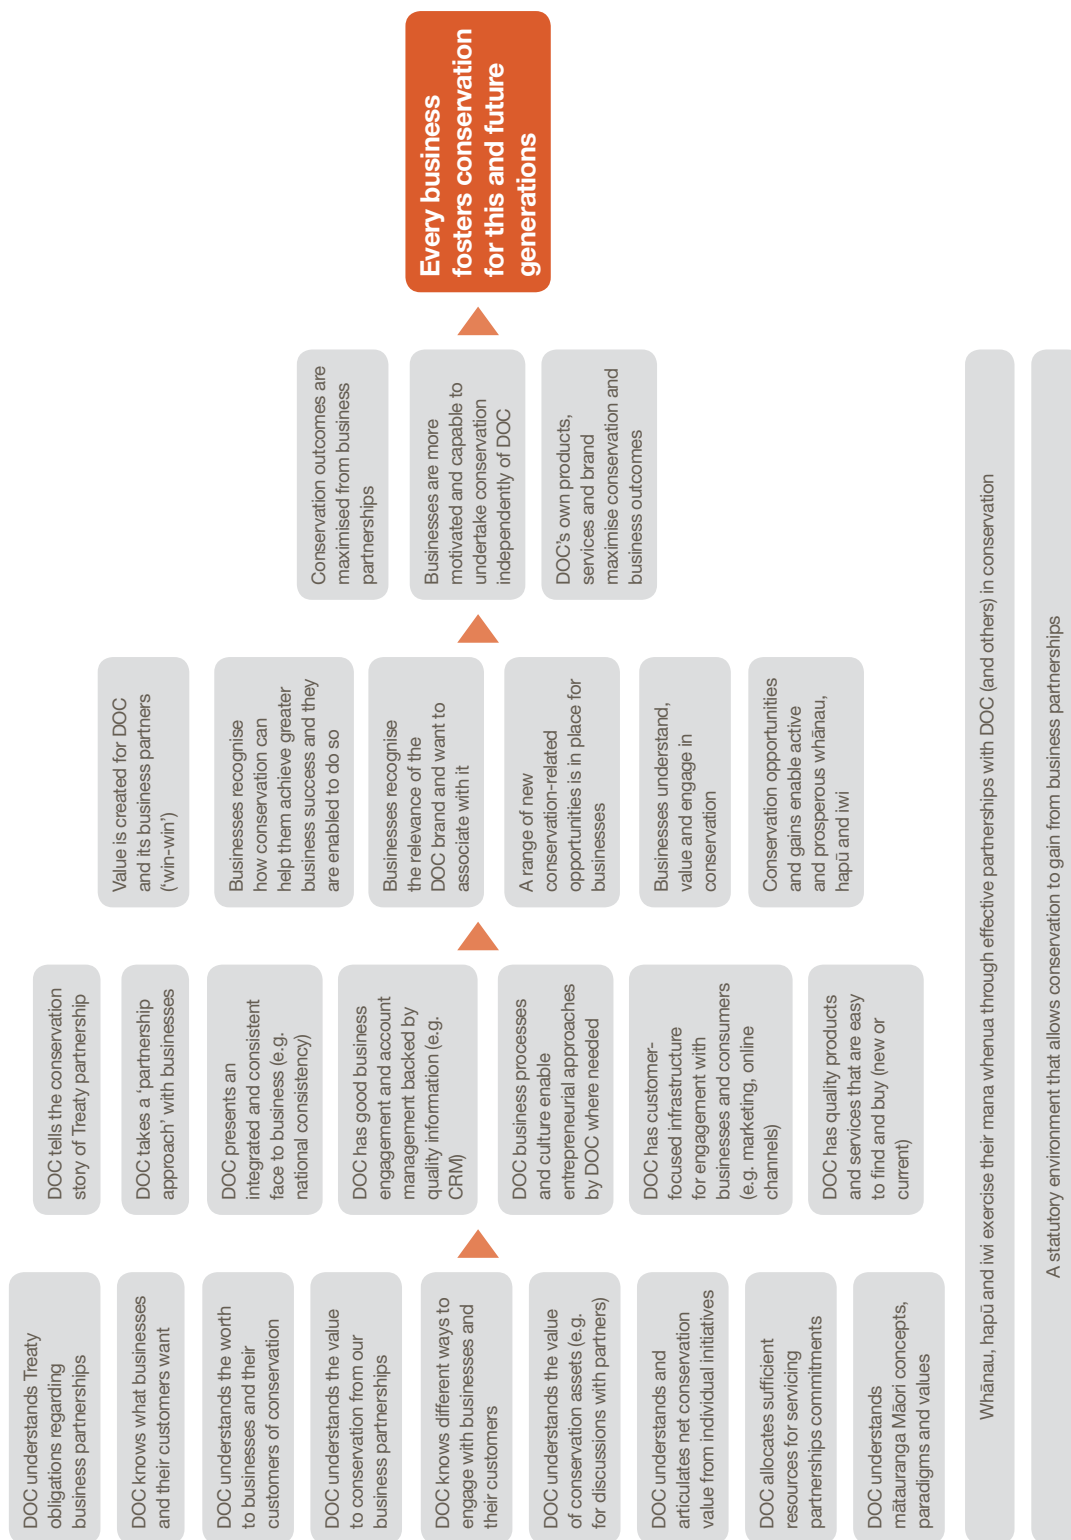 DOC understands Treaty
obligations regarding
business partnerships
DOC knows what businesses
and their customers want
DOC understands the worth
to businesses and their
customers of conservation
DOC understands the value
to conservation from our
business partnerships
DOC knows different ways to
engage with businesses and
their customers
DOC understands the value
of conservation assets (e.g.
for discussions with partners)
DOC understands and
articulates net conservation
value from individual initiatives
DOC allocates sufficient
resources for servicing
partnerships commitments
DOC understands
mātauranga Māori concepts,
paradigms and values
DOC tells the conservation
story of Treaty partnership
DOC takes a ‘partnership
approach’ with businesses
DOC presents an
integrated and consistent
face to business (e.g.
national consistency)
DOC has good business
engagement and account
management backed by
quality information (e.g.
CRM)
DOC business processes
and culture enable
entrepreneurial approaches
by DOC where needed
DOC has customer-
focused infrastructure
for engagement with
businesses and consumers
(e.g. marketing, online
channels)
DOC has quality products
and services that are easy
to find and buy (new or
current)
Value is created for DOC
and its business partners
(‘win-win’)
Businesses recognise
how conservation can
help them achieve greater
business success and they
are enabled to do so
Businesses recognise
the relevance of the
DOC brand and want to
associate with it
A range of new
conservation-related
opportunities is in place for
businesses
Businesses understand,
value and engage in
conservation
Conservation opportunities
and gains enable active
and prosperous whānau,
hapū and iwi
Conservation outcomes are
maximised from business
partnerships
Businesses are more
motivated and capable to
undertake conservation
independently of DOC
DOC’s own products,
services and brand
maximise conservation and
business outcomes
Every business
fosters conservation
for this and future
generations
Whānau, hapū and iwi exercise their mana whenua through effective partnerships with DOC (and others) in conservation
A statutory environment that allows conservation to gain from business partnerships